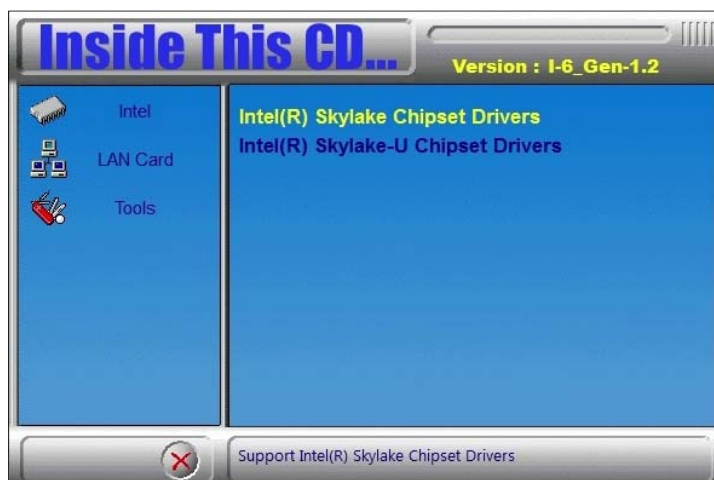 Inside This CD...
Version : I-6_Gen-1.2
Intel
LAN Card
Tools
Intel(R) Skylake Chipset Drivers
Intel(R) Skylake-U Chipset Drivers
Support Intel(R) Skylake Chipset Drivers